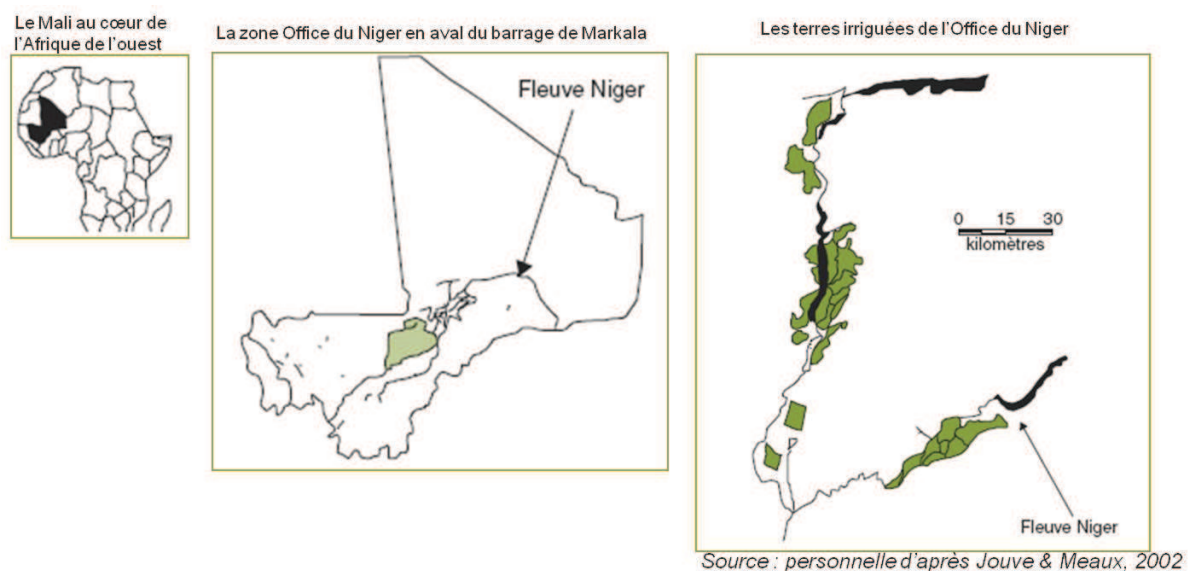 Le Mali au cœur de
l'Afrique de l'ouest
La zone Office du Niger en aval du barrage de Markala
Fleuve Niger
Les terres irriguées de l'Office du Niger
0 15 30
kilomètres
Fleuve Niger
Source : personnelle d'après Jouve & Meaux, 2002